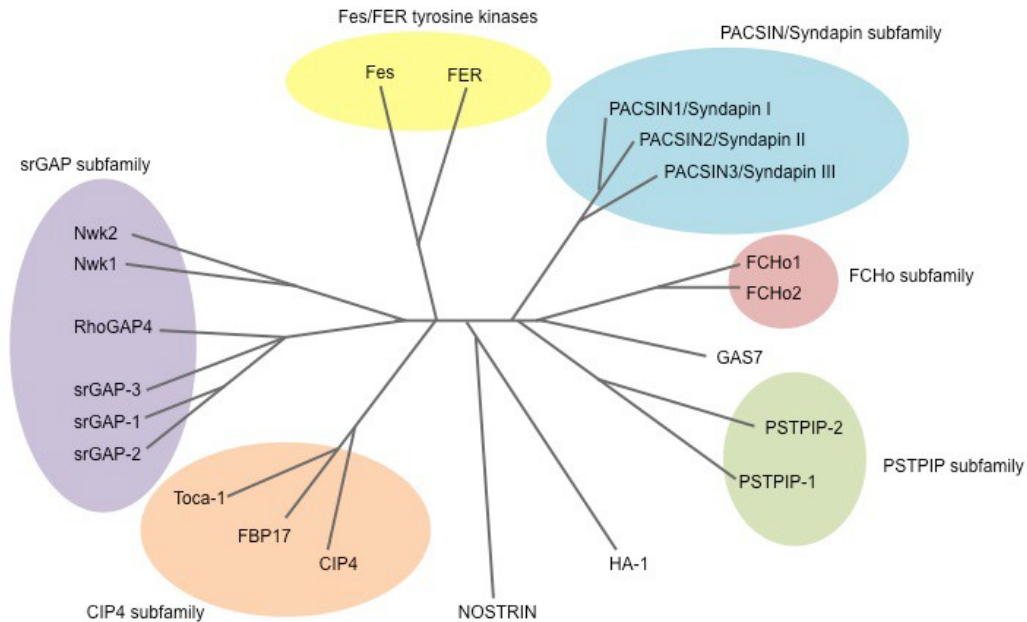 Fes/FER tyrosine kinases
PACSIN/Syndapin subfamily
Fes
FER
PACSIN1/Syndapin I
PACSIN2/Syndapin II
PACSIN3/Syndapin III
srGAP subfamily
Nwk2
Nwk1
RhoGAP4
srGAP-3
srGAP-1
srGAP-2
FCHo1
FCHo2
FCHo subfamily
GAS7
PSTPIP-2
PSTPIP-1
PSTPIP subfamily
Toca-1
FBP17
CIP4
CIP4 subfamily
HA-1
NOSTRIN